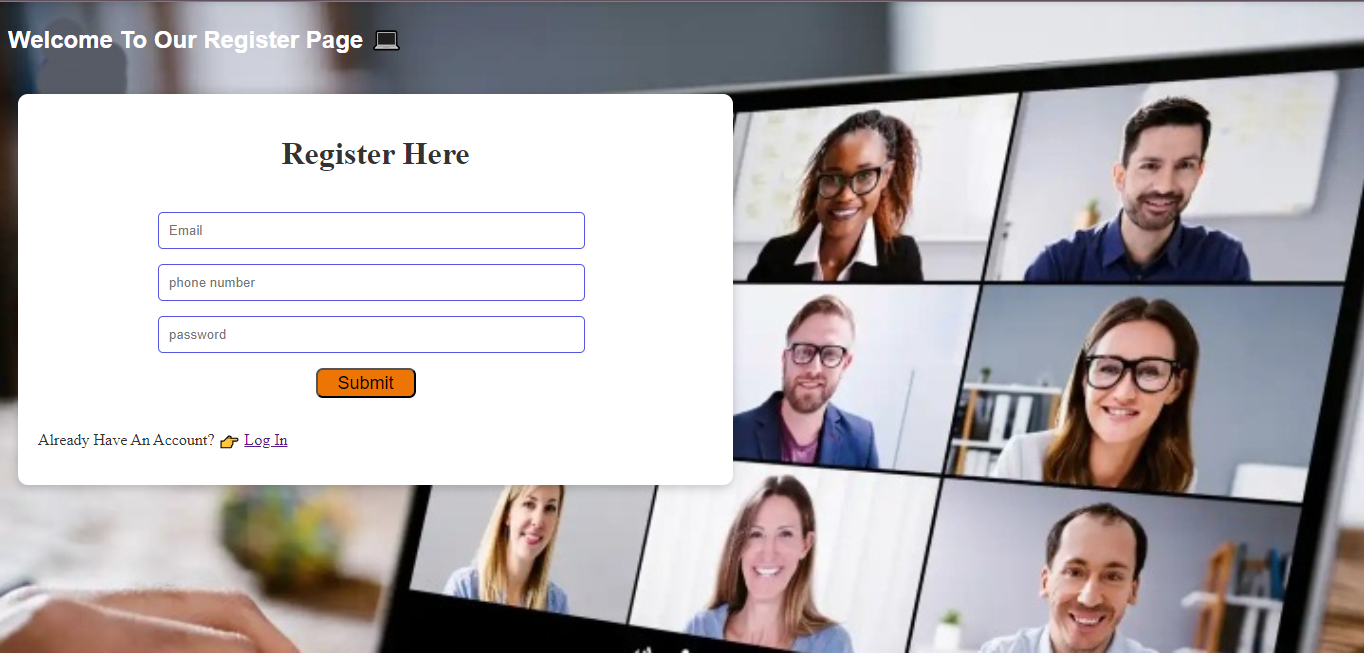 Welcome To Our Register Page 💻
Register Here
Email
phone number
password
Submit
Already Have An Account? 👉 Log In